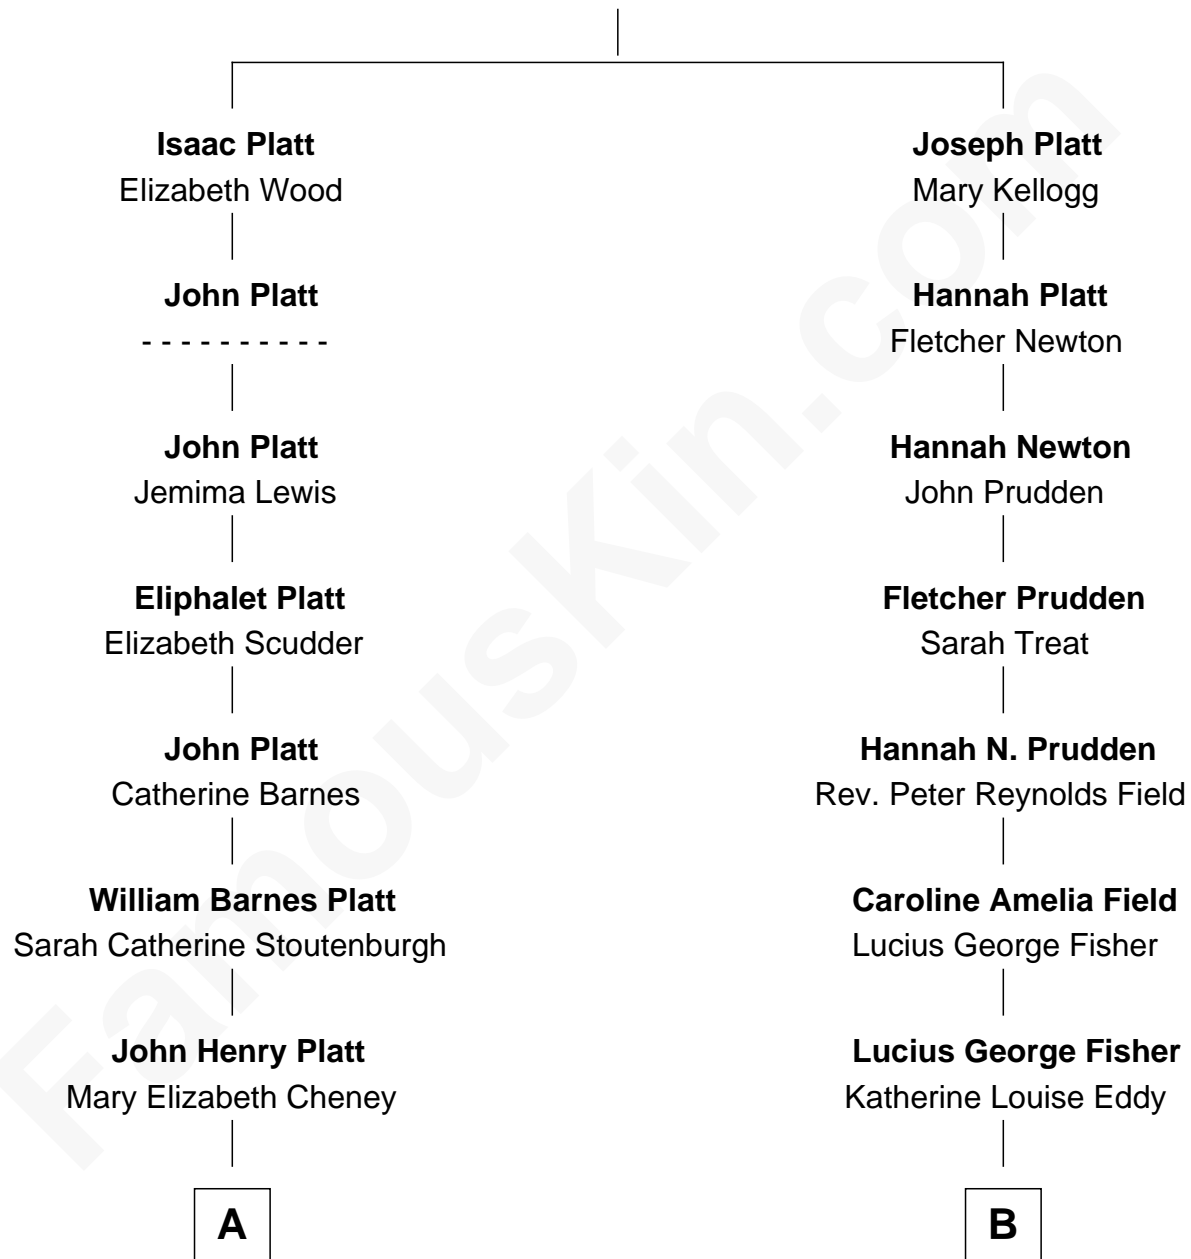 Isaac Platt
Elizabeth Wood
John Platt
- - - - - - - - - -
John Platt
Jemima Lewis
Eliphalet Platt
Elizabeth Scudder
John Platt
Catherine Barnes
William Barnes Platt
Sarah Catherine Stoutenburgh
John Henry Platt
Mary Elizabeth Cheney
A
Joseph Platt
Mary Kellogg
Hannah Platt
Fletcher Newton
Hannah Newton
John Prudden
Fletcher Prudden
Sarah Treat
Hannah N. Prudden
Rev. Peter Reynolds Field
Caroline Amelia Field
Lucius George Fisher
Lucius George Fisher
Katherine Louise Eddy
B
FamousKin.com